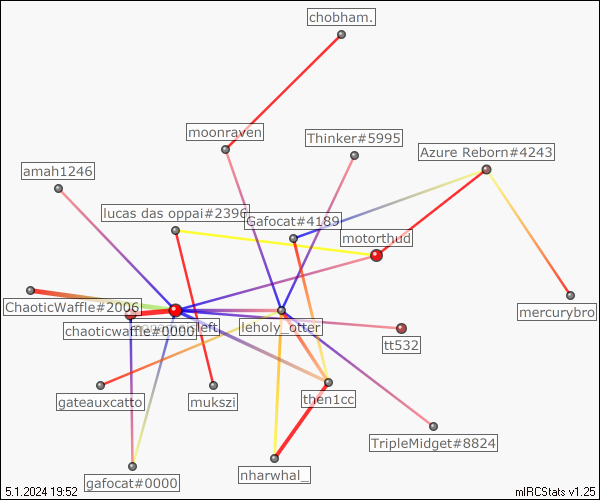 chobham.
moonraven
Thinker#5995
Azure Reborn#4243
amah1246
lucas das oppai#2396
Gafocat#4189
motorthud
ChaoticWaffle#2006
mercurybro
chaoticwaffle#0000
left
leholy_otter
tt532
gateauxcatto
mukszi
then1cc
TripleMidget#8824
nharwhal_
gafocat#0000
5.1.2024 19:52
mIRCStats v1.25